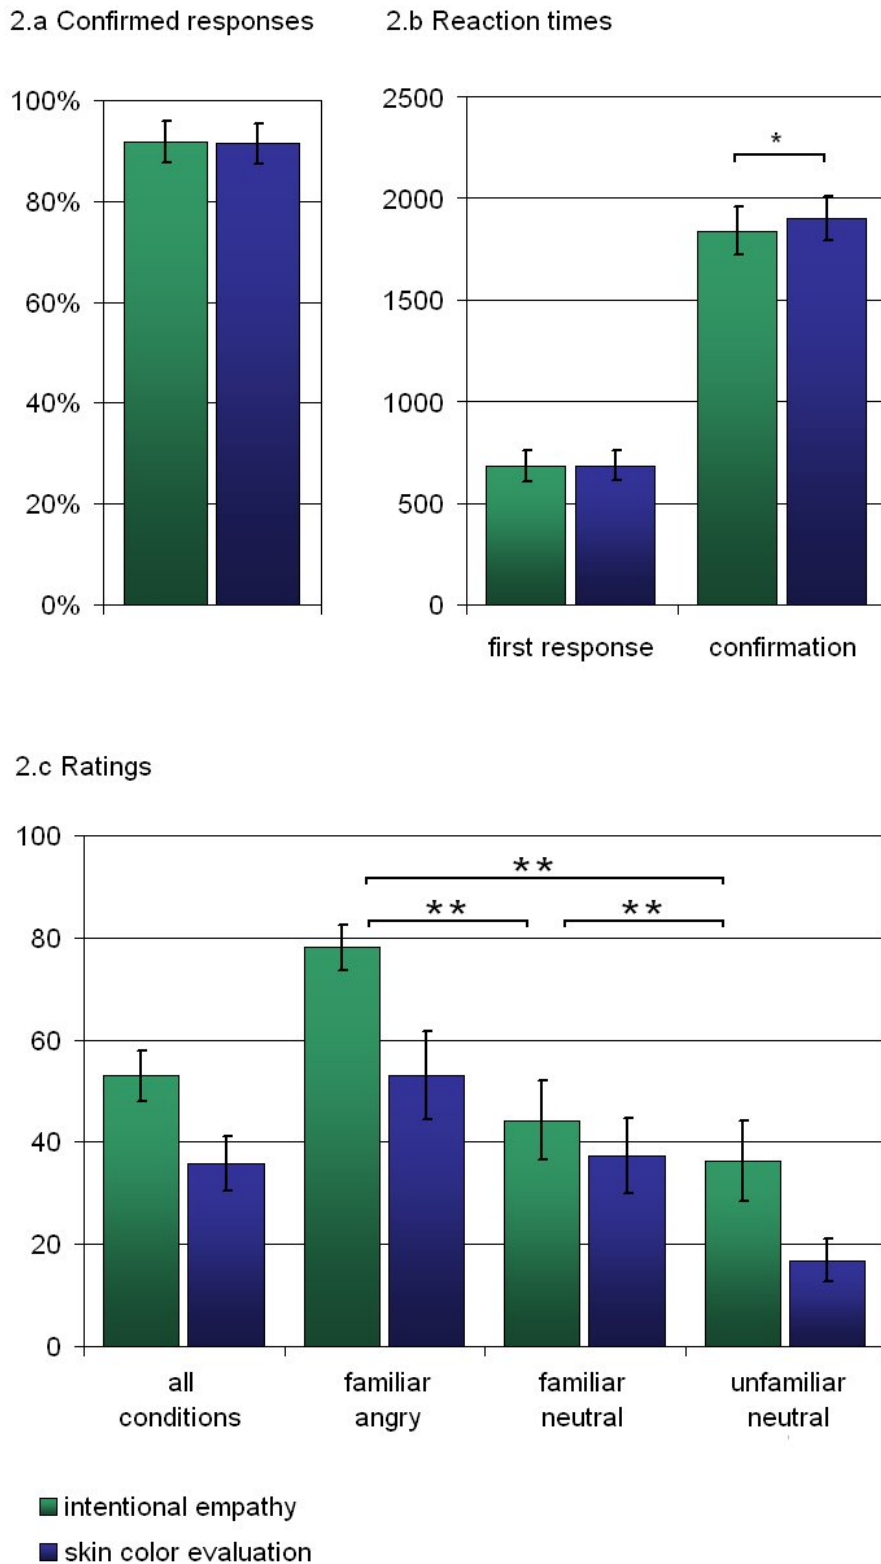 2.a Confirmed responses
2.b Reaction times
100%
80%
60%
40%
20%
0%
2500
2000
1500
1000
500
0
*
first response
confirmation
2.c Ratings
100
80
60
40
20
0
**
**
**
all
conditions
familiar
angry
familiar
neutral
unfamiliar
neutral
intentional empathy
skin color evaluation